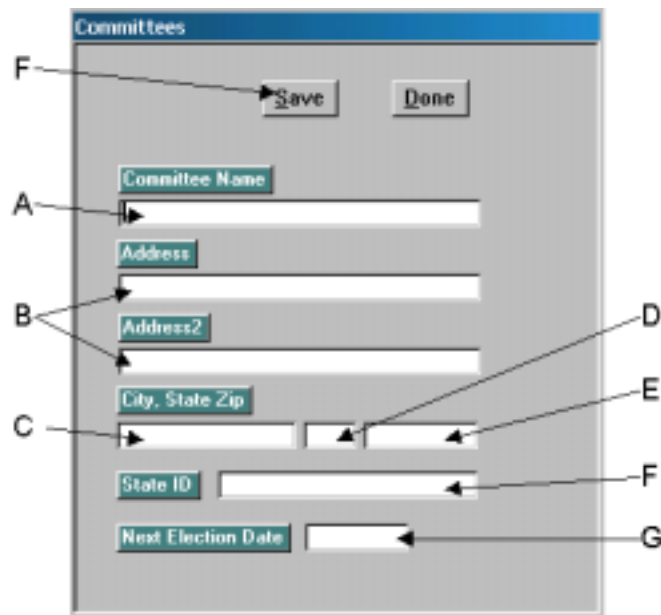 Committees
F
Save Done
Committee Name
A
Address
B
Address2
D
City, State Zip
E
C
State ID
F
Next Election Date
G